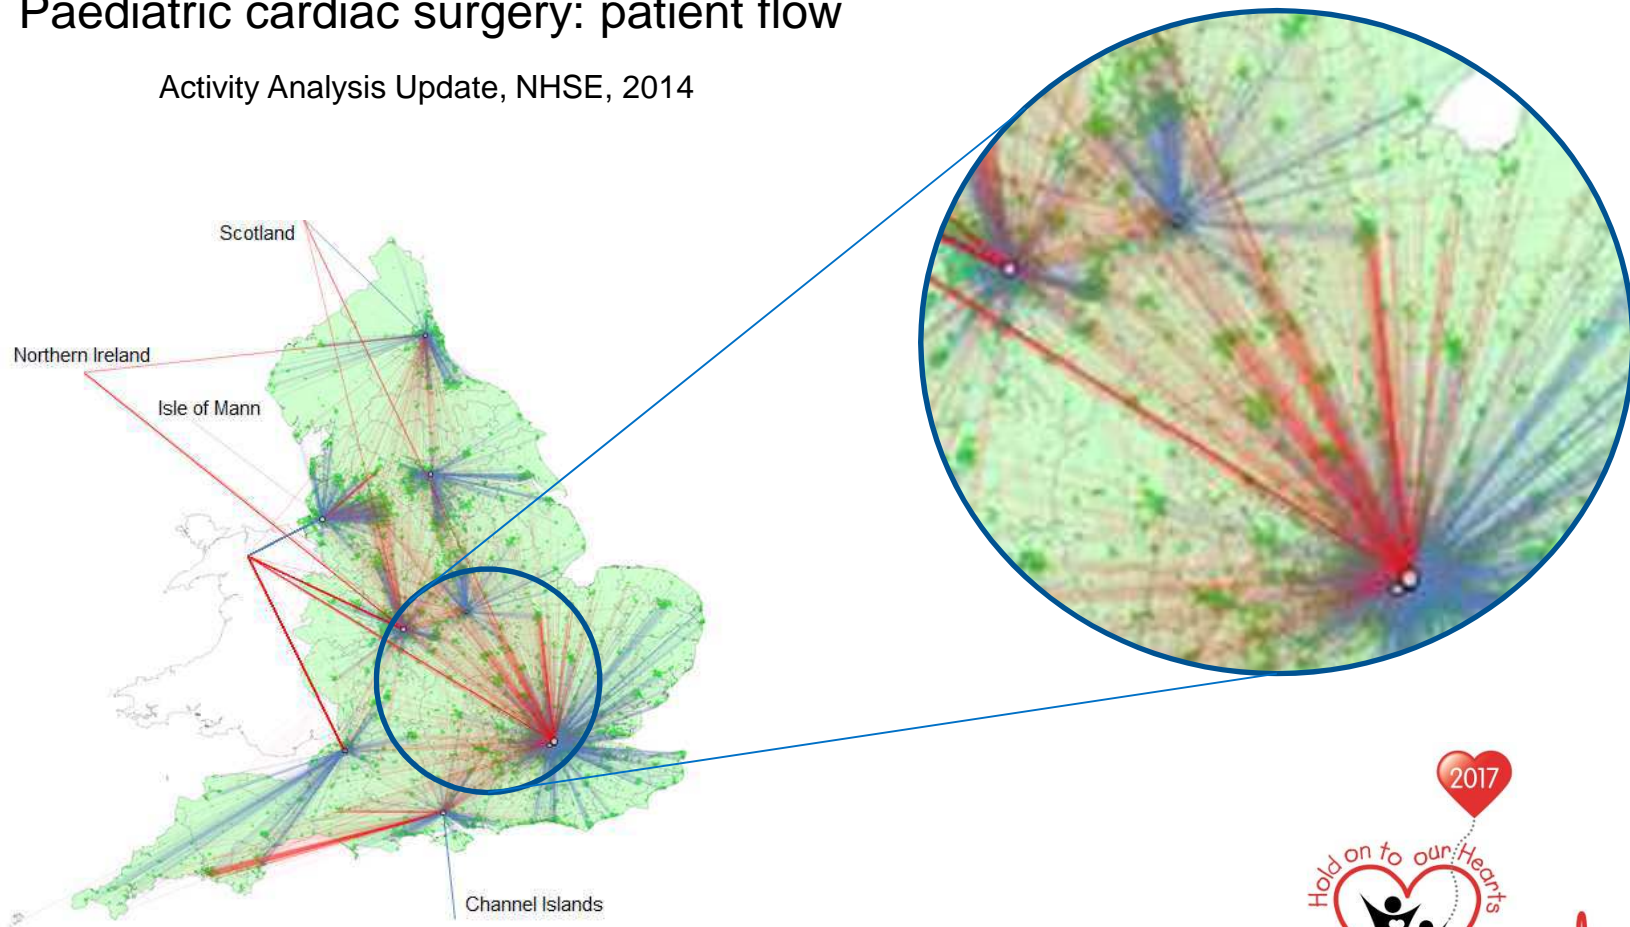 Paediatric cardiac surgery: patient flow
Activity Analysis Update, NHSE, 2014
Scotland
Northern Ireland
Isle of Mann
Channel Islands
2017
Hold on to our Hearts